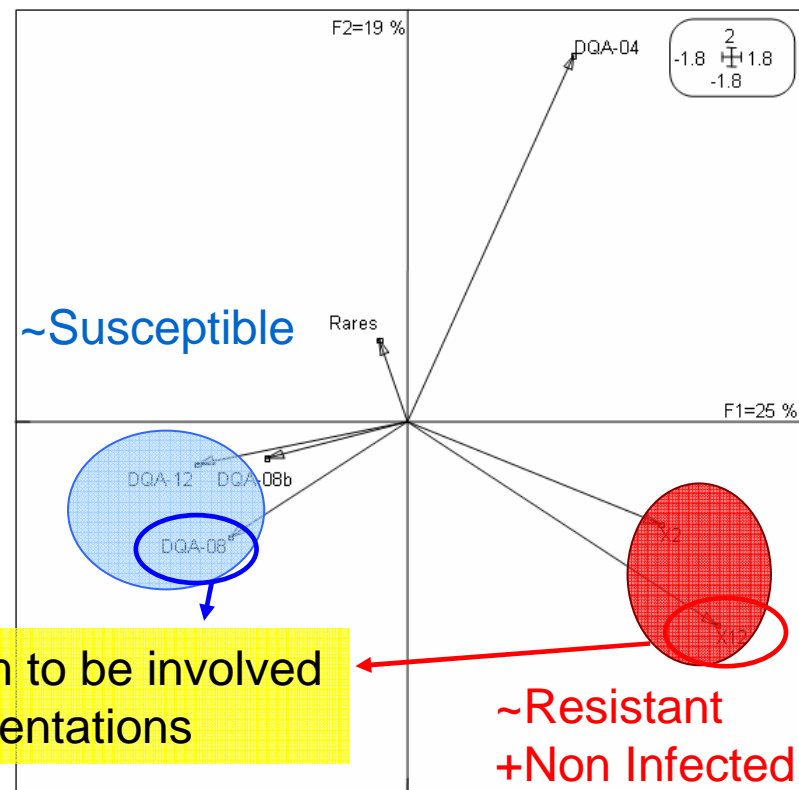 F2=19 %
DQA-04
2
-1.8 1.8
-1.8
~Susceptible
Rares
F1=25 %
DQA-12 DQA-08b
DQA-08
X2
X12
to be involved
entations
~Resistant
+Non Infected